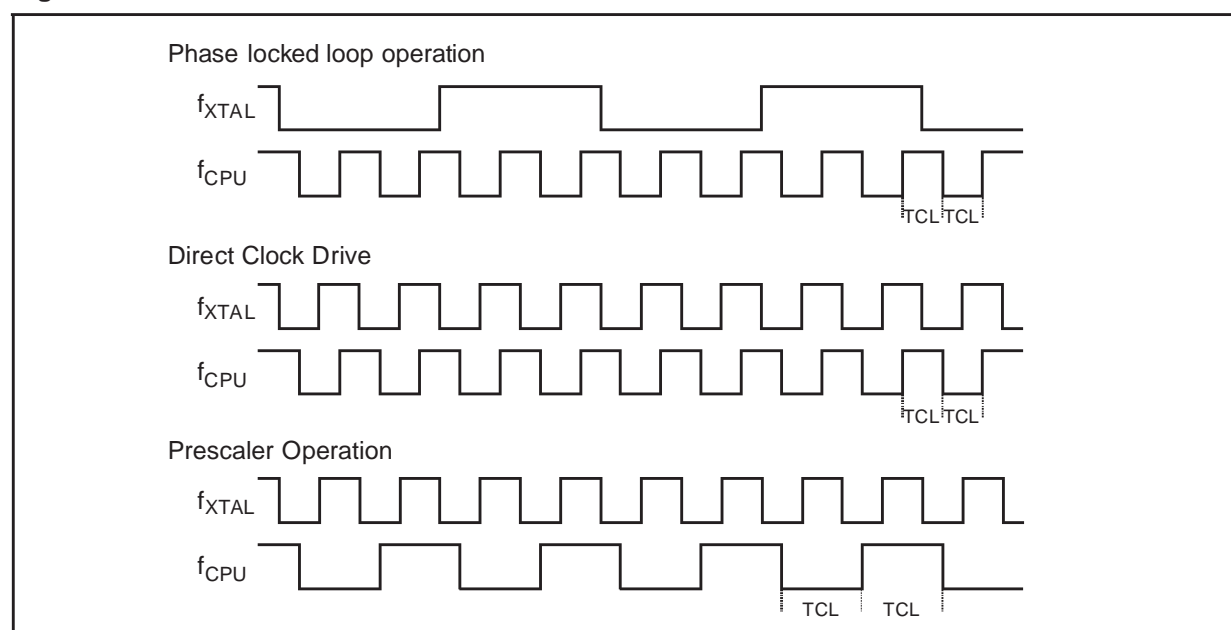 Phase locked loop operation
fXTAL
fCPU
TCL TCL
Direct Clock Drive
fXTAL
fCPU
TCL TCL
Prescaler Operation
fXTAL
fCPU
TCL TCL